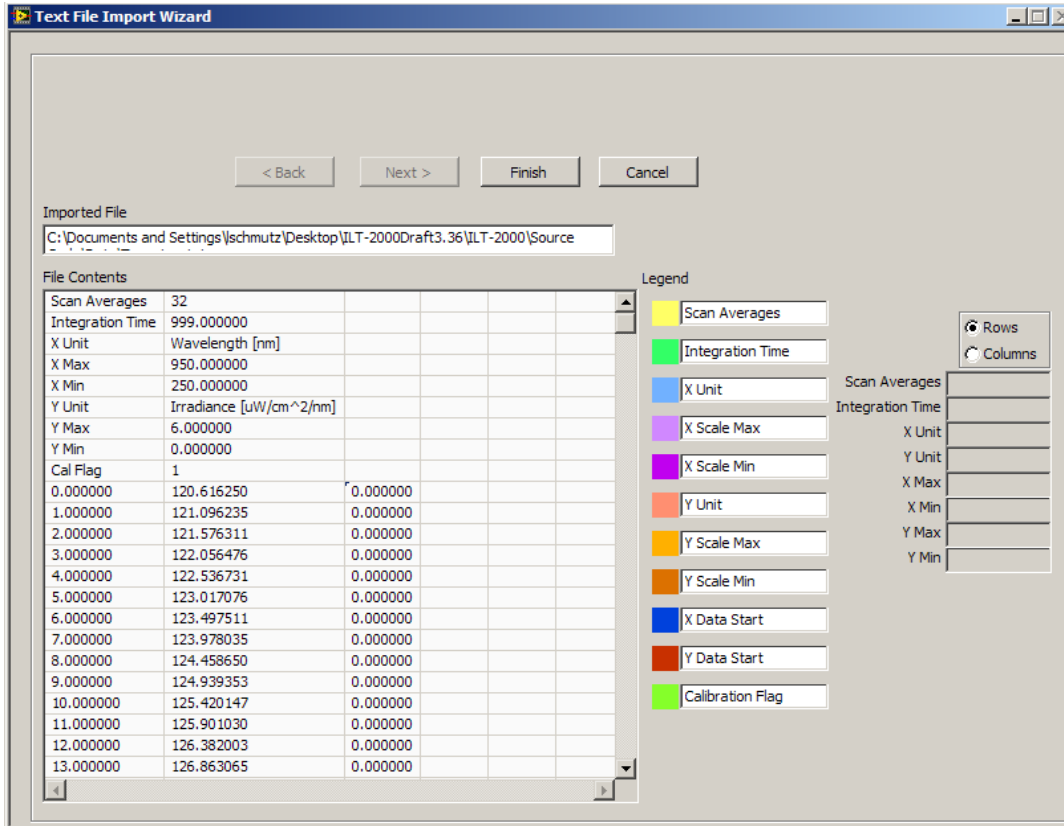 Text File Import Wizard
< Back Next > Finish Cancel
Imported File
C:\Documents and Settings\lschmutz\Desktop\ILT-2000Draft3.36\ILT-2000\Source
File Contents
Scan Averages 32
Integration Time 999.000000
X Unit Wavelength [nm]
X Max 950.000000
X Min 250.000000
Y Unit Irradiance [uW/cm^2/nm]
Y Max 6.000000
Y Min 0.000000
Cal Flag 1
0.000000 120.616250 0.000000
1.000000 121.096235 0.000000
2.000000 121.576311 0.000000
3.000000 122.056476 0.000000
4.000000 122.536731 0.000000
5.000000 123.017076 0.000000
6.000000 123.497511 0.000000
7.000000 123.978035 0.000000
8.000000 124.458650 0.000000
9.000000 124.939353 0.000000
10.000000 125.420147 0.000000
11.000000 125.901030 0.000000
12.000000 126.382003 0.000000
13.000000 126.863065 0.000000
Legend
Scan Averages
Integration Time
X Unit
X Scale Max
X Scale Min
Y Unit
Y Scale Max
Y Scale Min
X Data Start
Y Data Start
Calibration Flag
Rows
Columns
Scan Averages
Integration Time
X Unit
Y Unit
X Max
X Min
Y Max
Y Min